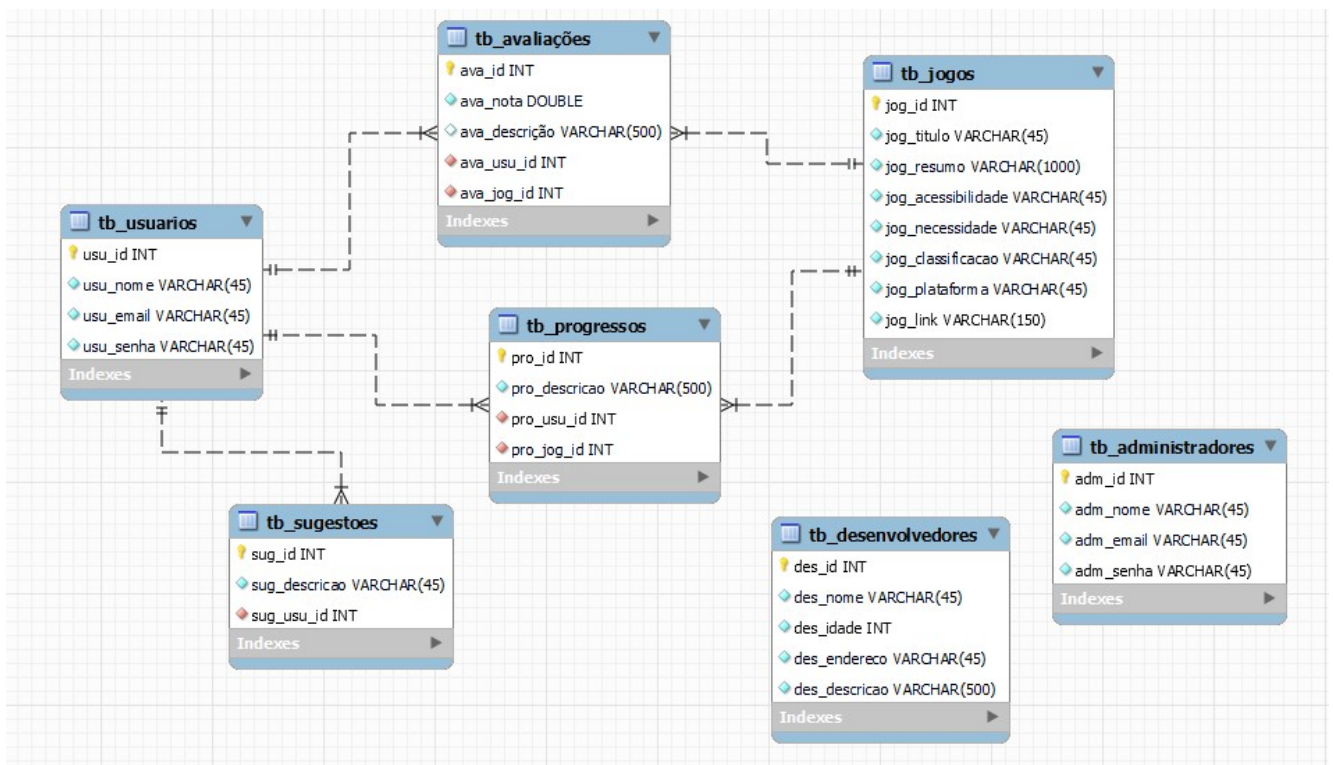 tb_avaliações
ava_id INT
ava_nota DOUBLE
ava_descrição VARCHAR(500)
ava_usu_id INT
ava_jog_id INT
Indexes
tb_jogos
jog_id INT
jog_titulo VARCHAR(45)
jog_resumo VARCHAR(1000)
jog_acessibilidade VARCHAR(45)
jog_necessidade VARCHAR(45)
jog_classificacao VARCHAR(45)
jog_plataforma VARCHAR(45)
jog_link VARCHAR(150)
Indexes
tb_usuarios
usu_id INT
usu_nome VARCHAR(45)
usu_email VARCHAR(45)
usu_senha VARCHAR(45)
Indexes
tb_progressos
pro_id INT
pro_descricao VARCHAR(500)
pro_usu_id INT
pro_jog_id INT
Indexes
tb_administradores
adm_id INT
adm_nome VARCHAR(45)
adm_email VARCHAR(45)
adm_senha VARCHAR(45)
Indexes
tb_sugestoes
sug_id INT
sug_descricao VARCHAR(45)
sug_usu_id INT
Indexes
tb_desenvolvedores
des_id INT
des_nome VARCHAR(45)
des_idade INT
des_endereco VARCHAR(45)
des_descricao VARCHAR(500)
Indexes